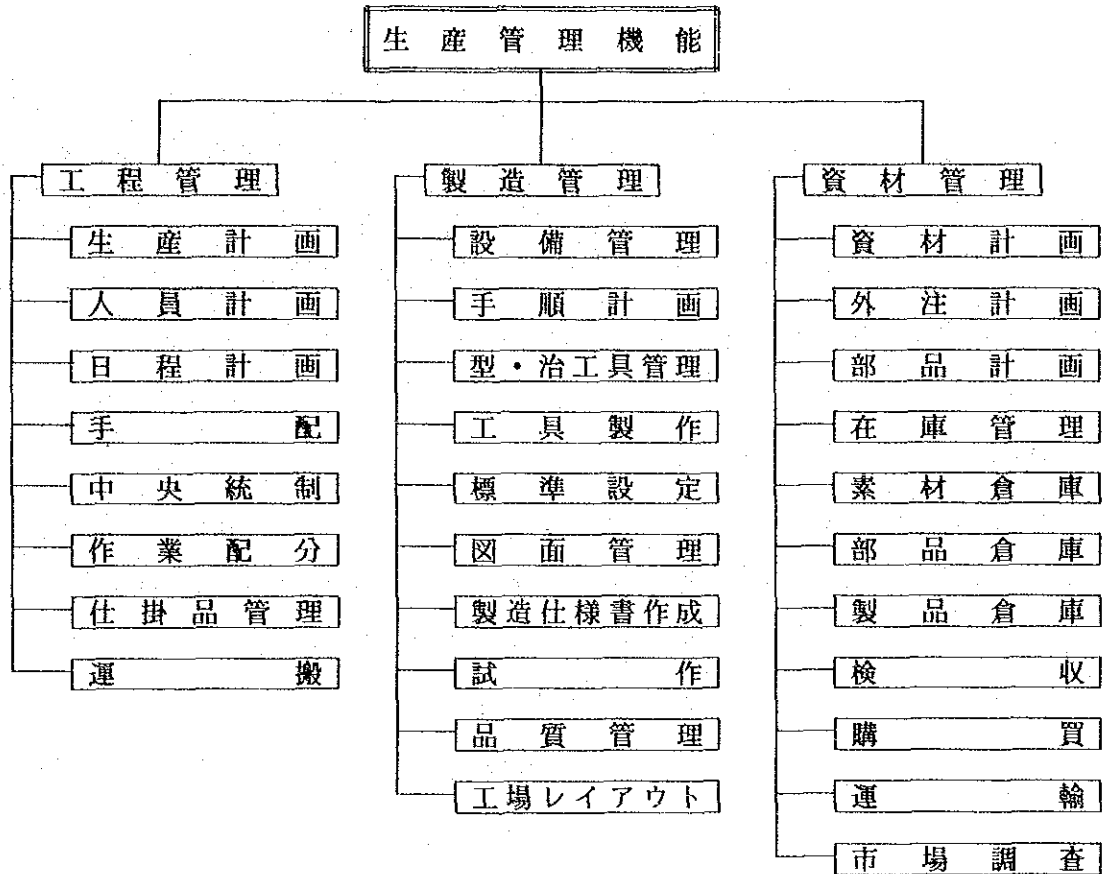 生産管理機能
工程管理
生産計画
人員計画
日程計画
手配
中央統制
作業配分
仕掛品管理
運搬
製造管理
設備管理
手順計画
型・治工具管理
工具製作
標準設定
図面管理
製造仕様書作成
試作
品質管理
工場レイアウト
資材管理
資材計画
外注計画
部品計画
在庫管理
素材倉庫
部品倉庫
製品倉庫
検収
購買
運輸
市場調査